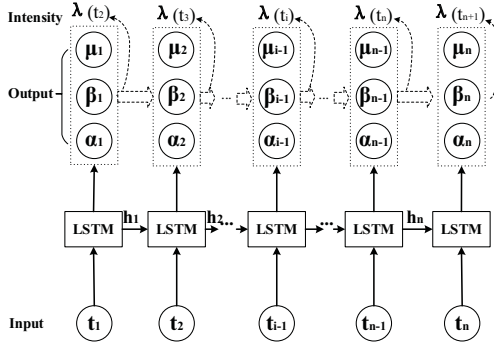 Intensity λ (t2) λ (t3) λ (ti) λ (tn) λ (tn+1)
μ1 μ2 μi-1 μn-1 μn
Output β1 β2 ... βi-1 ... βn-1 βn
α1 α2 αi-1 αn-1 αn
h1 h2 hn
LSTM LSTM ... LSTM ... LSTM LSTM
Input t1 t2 ti-1 tn-1 tn